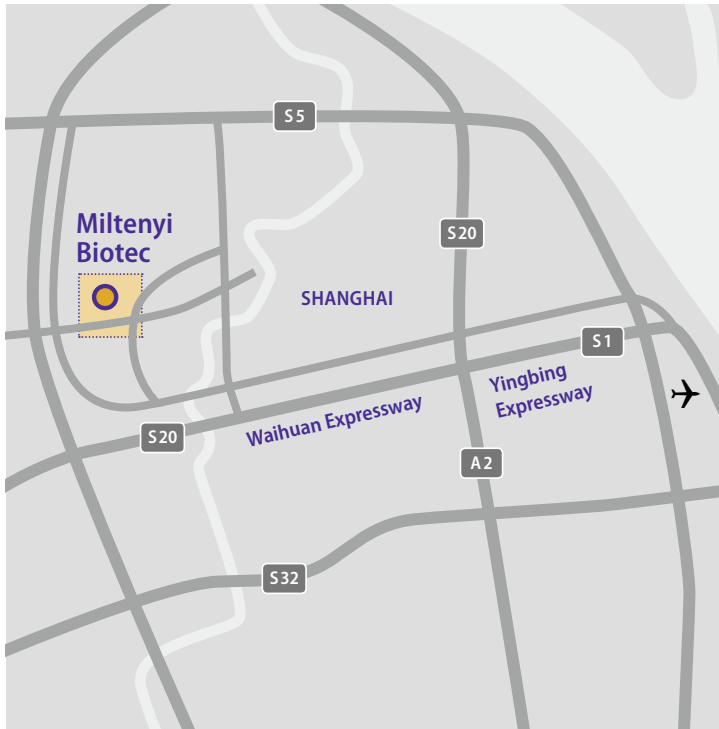 S5
Miltenyi
Biotec
S20
SHANGHAI
S1
Yingbing
Expressway
Waihuan Expressway
S20
A2
S32